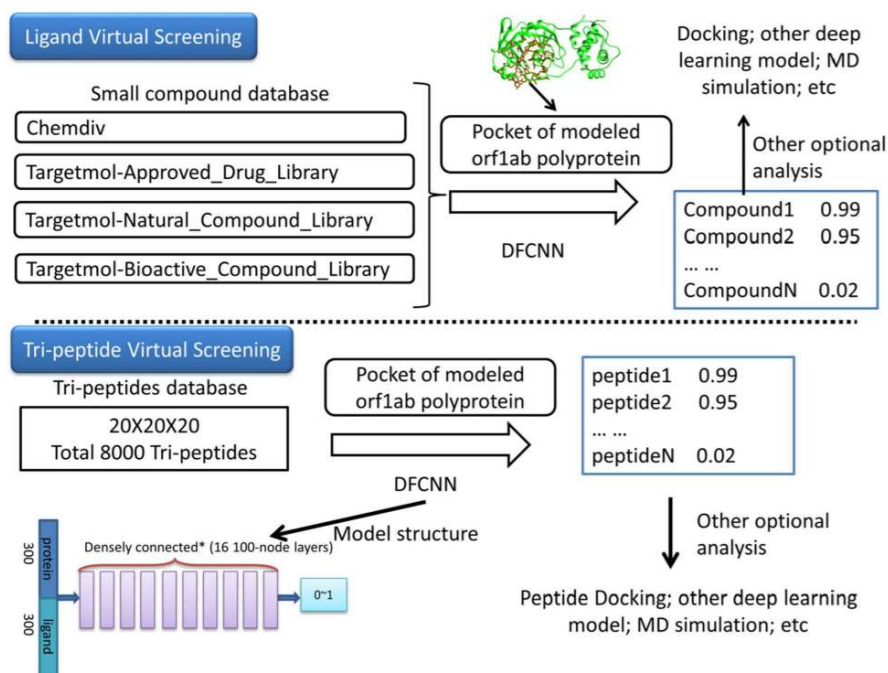 Ligand Virtual Screening
Small compound database
Chemdiv
Targetmol-Approved_Drug_Library
Targetmol-Natural_Compound_Library
Targetmol-Bioactive_Compound_Library
Pocket of modeled
orf1ab polyprotein
DFCNN
Docking; other deep
learning model; MD
simulation; etc
Other optional
analysis
Compound1 0.99
Compound2 0.95
... ...
CompoundN 0.02
Tri-peptide Virtual Screening
Tri-peptides database
20X20X20
Total 8000 Tri-peptides
Pocket of modeled
orf1ab polyprotein
DFCNN
peptide1 0.99
peptide2 0.95
... ...
peptideN 0.02
Model structure
Densely connected* (16 100-node layers)
300
protein
300
ligand
0~1
Other optional
analysis
Peptide Docking; other deep learning
model; MD simulation; etc